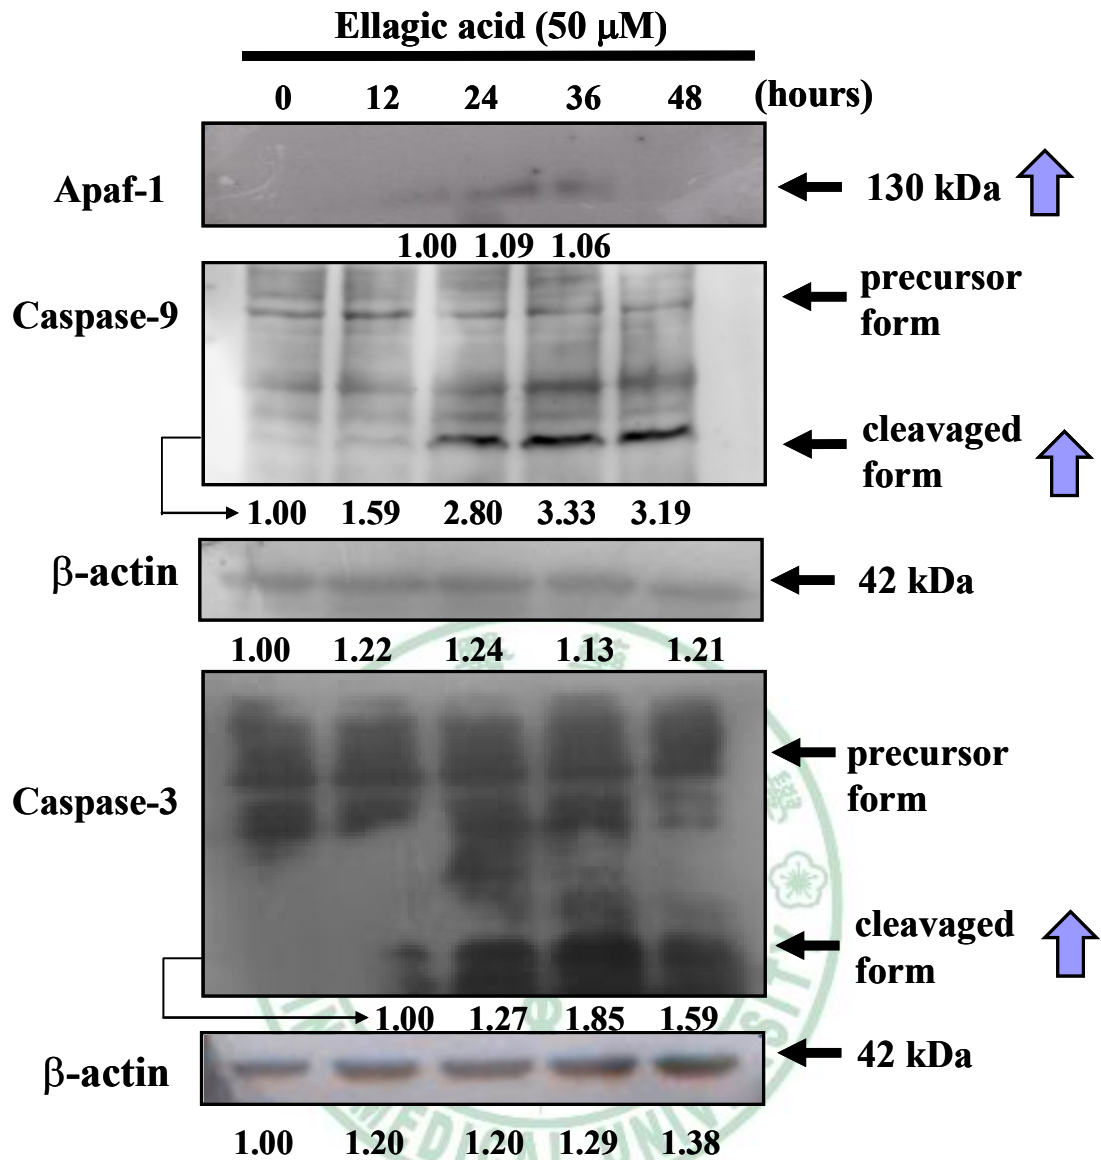 Ellagic acid (50 μM)
0 12 24 36 48 (hours)
Apaf-1
130 kDa
1.00 1.09 1.06
Caspase-9
precursor
form
cleavaged
form
1.00 1.59 2.80 3.33 3.19
β-actin
42 kDa
1.00 1.22 1.24 1.13 1.21
Caspase-3
precursor
form
cleavaged
form
1.00 1.27 1.85 1.59
β-actin
42 kDa
1.00 1.20 1.20 1.29 1.38
MEDICAL UNIVERSITY